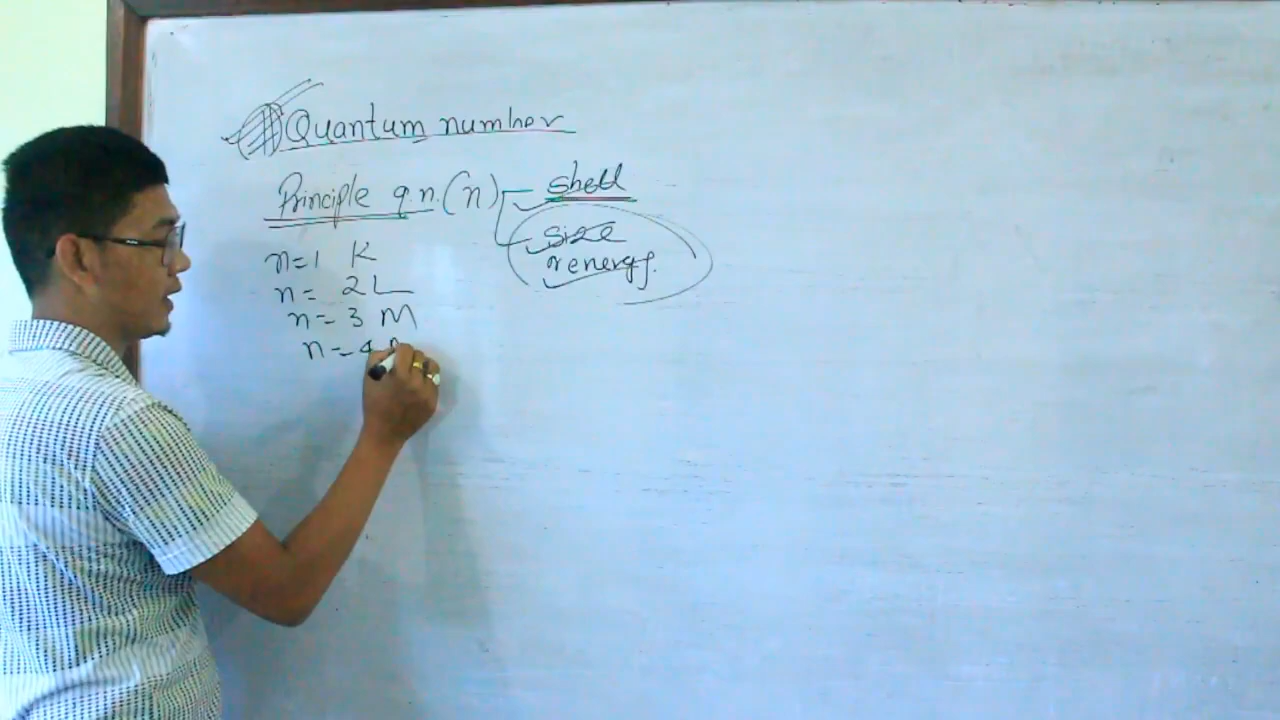 Quantum number
Principle q.n. (n) shell
size
n=1 K
energy.
n= 2 L
n=3 M
n=4